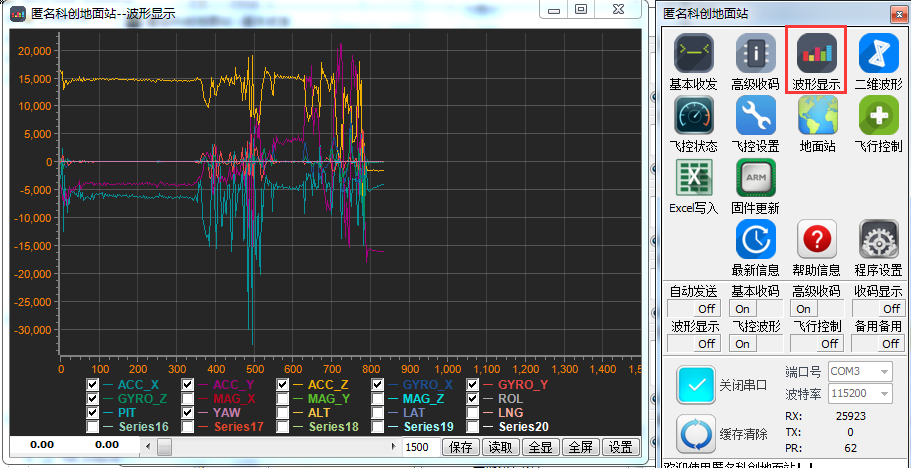 匿名科创地面站--波形显示
20,000
15,000
10,000
5,000
0
-5,000
-10,000
-15,000
-20,000
-25,000
-30,000
0 100 200 300 400 500 600 700 800 900 1,000 1,100 1,200 1,300 1,400 1,5
ACC_X ACC_Y ACC_Z GYRO_X GYRO_Y
GYRO_Z MAG_X MAG_Y MAG_Z ROL
PIT YAW ALT LAT LNG
Series16 Series17 Series18 Series19 Series20
0.00 0.00 1500 保存 读取 全显 全屏 设置
匿名科创地面站
基本收发 高级收码 波形显示 二维波形
飞控状态 飞控设置 地面站 飞行控制
ARM
Excel写入 固件更新
最新信息 帮助信息 程序设置
自动发送 基本收码 高级收码 收码显示
Off On On Off
波形显示 飞控波形 飞行控制 备用备用
Off On Off Off
关闭串口
端口号 COM3
波特率 115200
缓存清除
RX: 25923
TX: 0
PR: 62
欢迎使用匿名科创地面站！！